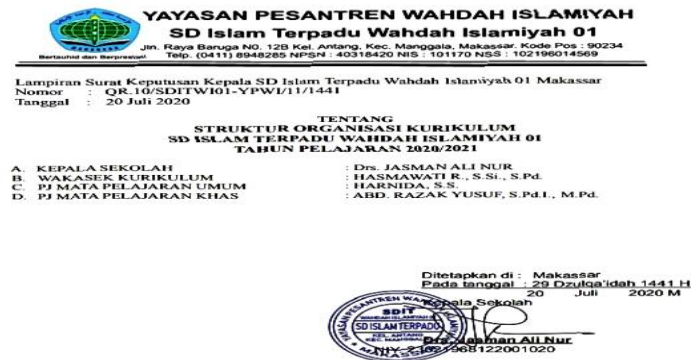 YAYASAN PESANTREN WAHDAH ISLAMIYAH
SD Islam Terpadu Wahdah Islamiyah 01
Jln. Raya Baruga N0. 12B Kel. Antang, Kec. Manggala, Makassar. Kode Pos : 90234
Telp. (0411) 8948285 NPSN : 40318420 NIS : 101170 NSS : 102196014569
Bertauhid dan Berprestasi
Lampiran Surat Keputusan Kepala SD Islam Terpadu Wahdah Islamiyah 01 Makassar
Nomor : QR.10/SDITWI01-YPWI/11/1441
Tanggal : 20 Juli 2020
TENTANG
STRUKTUR ORGANISASI KURIKULUM
SD ISLAM TERPADU WAHDAH ISLAMIYAH 01
TAHUN PELAJARAN 2020/2021
A. KEPALA SEKOLAH : Drs. JASMAN ALI NUR
B. WAKASEK KURIKULUM : HASMAWATI R., S.Si., S.Pd.
C. PJ MATA PELAJARAN UMUM : HARNIDA, S.S.
D. PJ MATA PELAJARAN KHAS : ABD. RAZAK YUSUF, S.Pd.I., M.Pd.
Ditetapkan di : Makassar
Pada tanggal : 29 Dzulqa'idah 1441 H
20 Juli 2020 M
Kepala Sekolah
SDIT
SD ISLAM TERPADU
KEL. ANTANG
MAKASSAR
Drs. Jasman Ali Nur